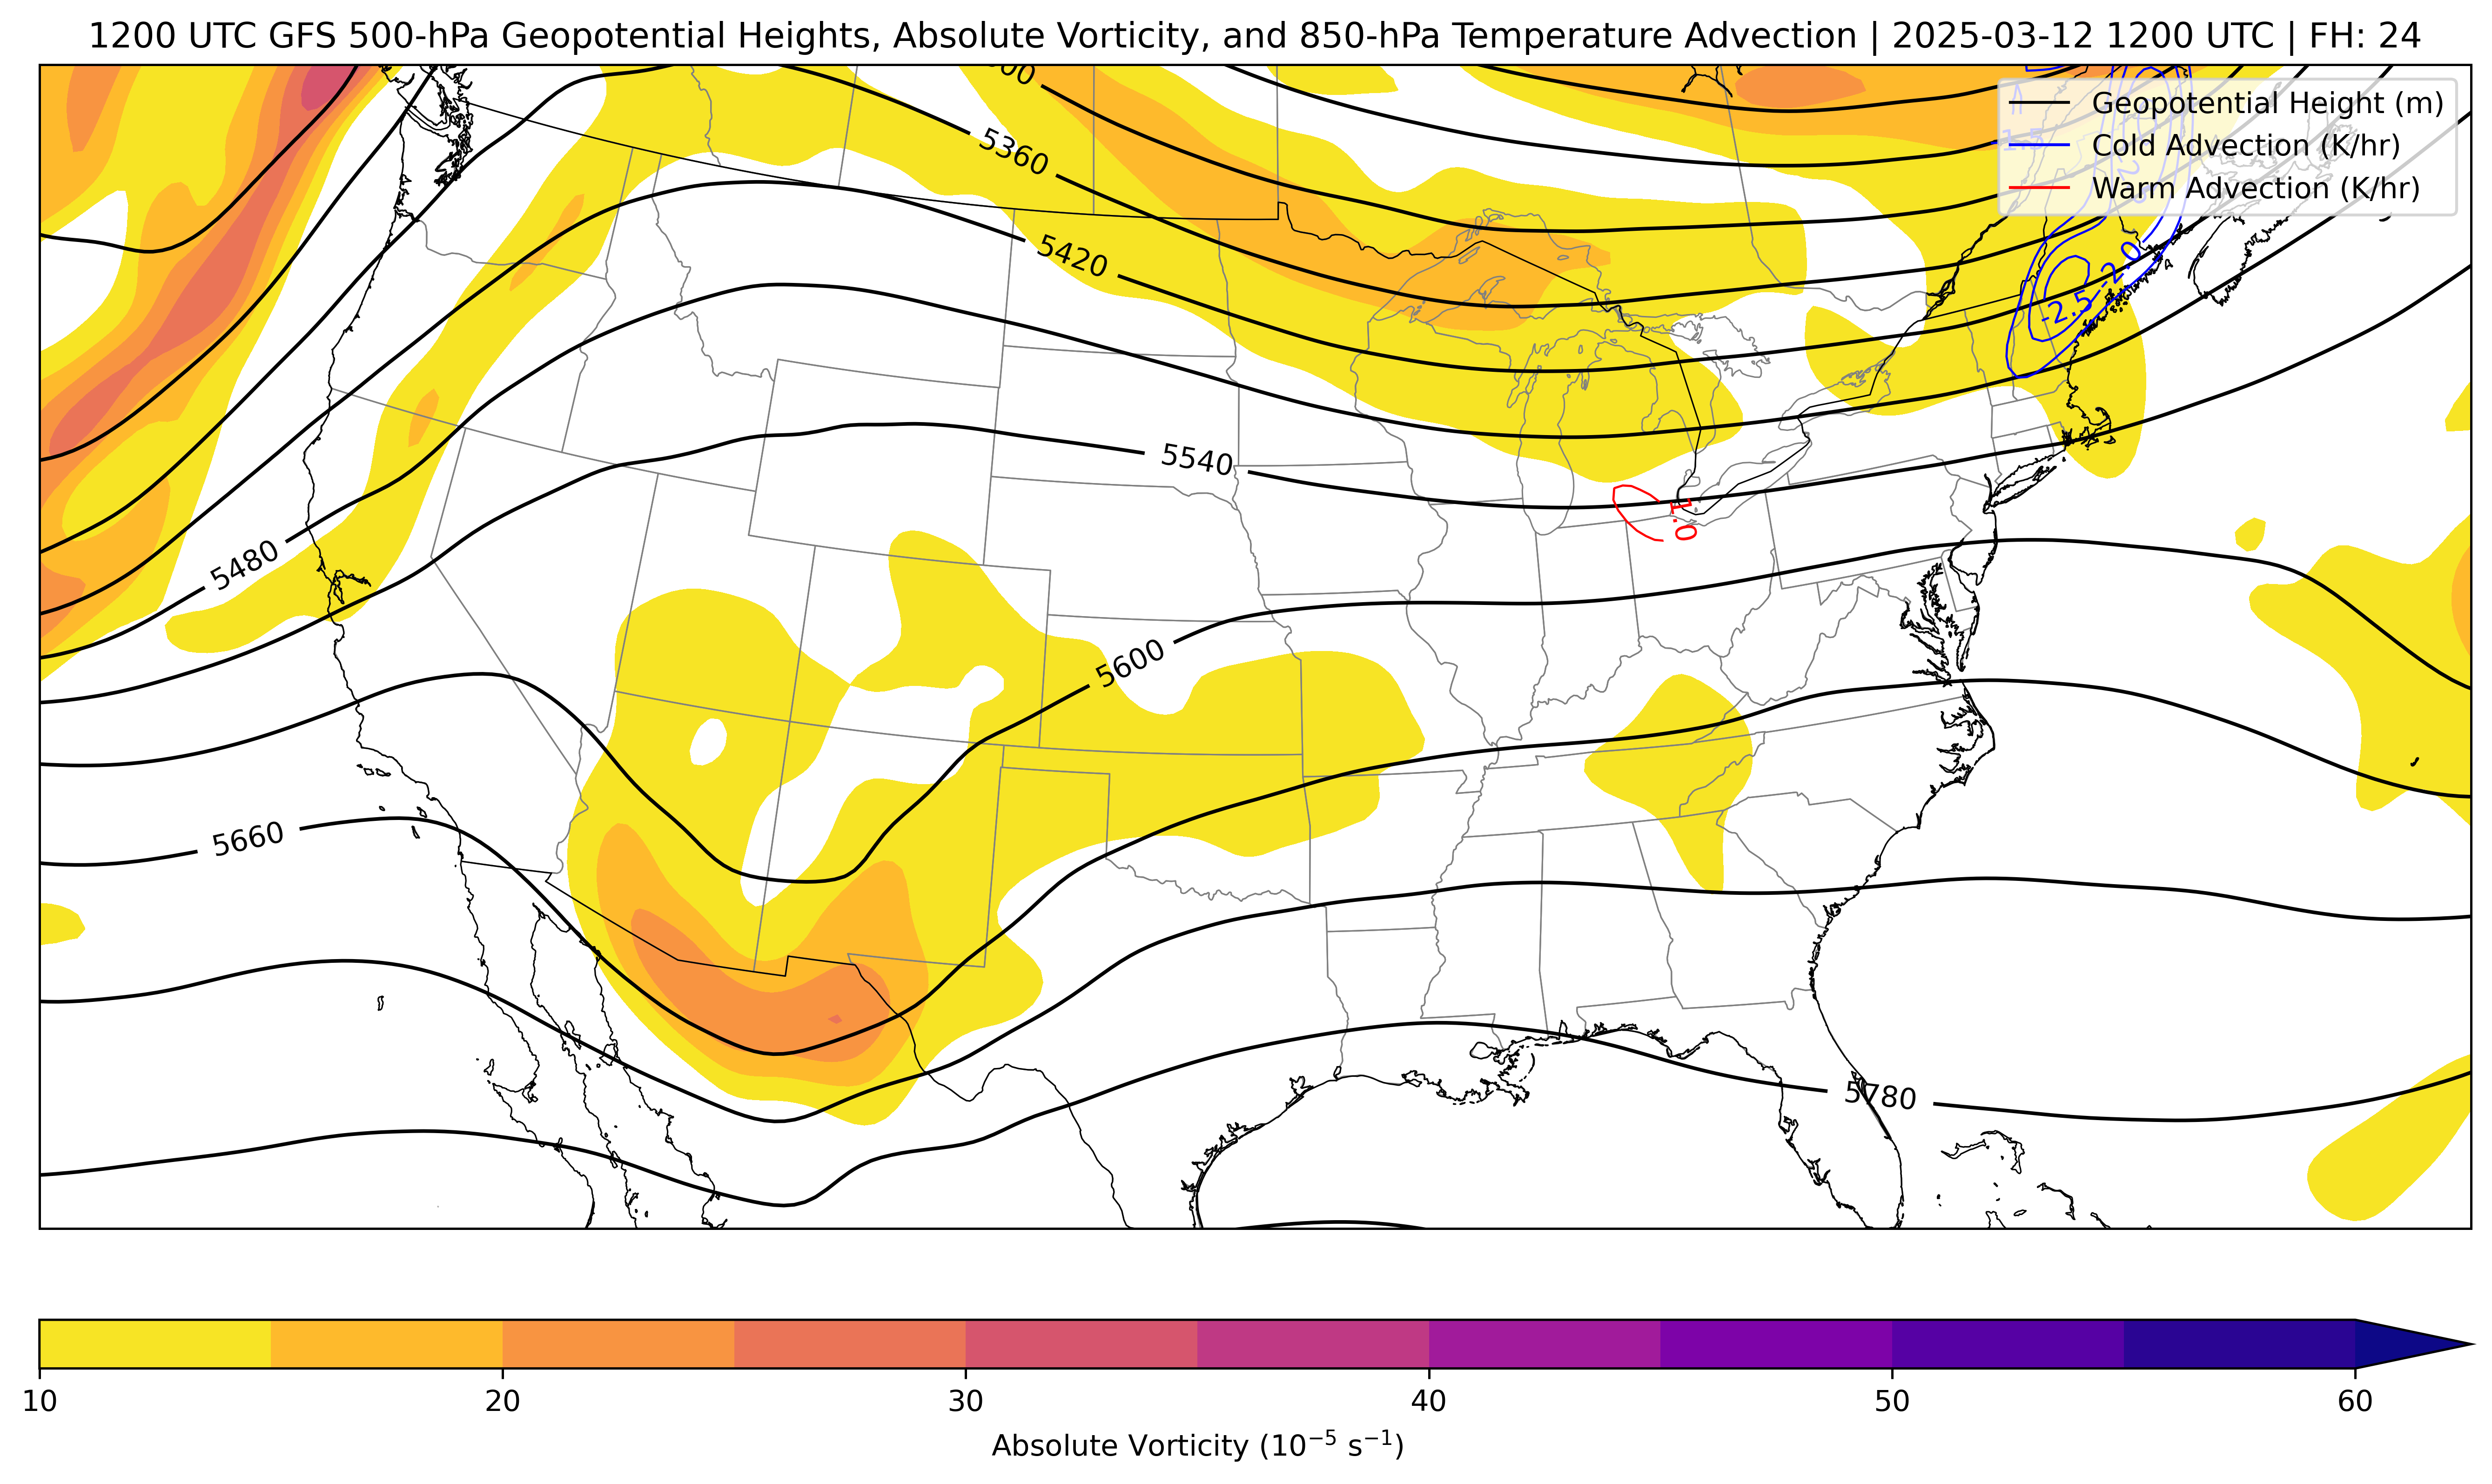 1200 UTC GFS 500-hPa Geopotential Heights, Absolute Vorticity, and 850-hPa Temperature Advection | 2025-03-12 1200 UTC | FH: 24
Geopotential Height (m)
Cold Advection (K/hr)
Warm Advection (K/hr)
5360
5420
-2.0
-2.5
5540
1.0
5480
5600
5660
5780
10 20 30 40 50 60
Absolute Vorticity (10⁻⁵ s⁻¹)